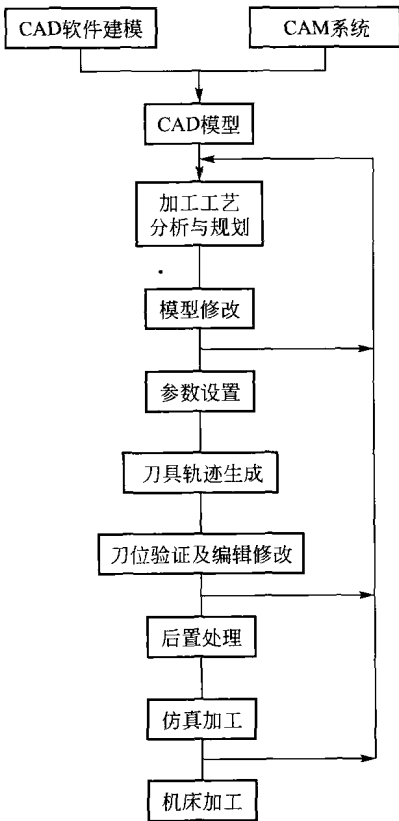 CAD软件建模
CAM系统
CAD模型
加工工艺
分析与规划
模型修改
参数设置
刀具轨迹生成
刀位验证及编辑修改
后置处理
仿真加工
机床加工